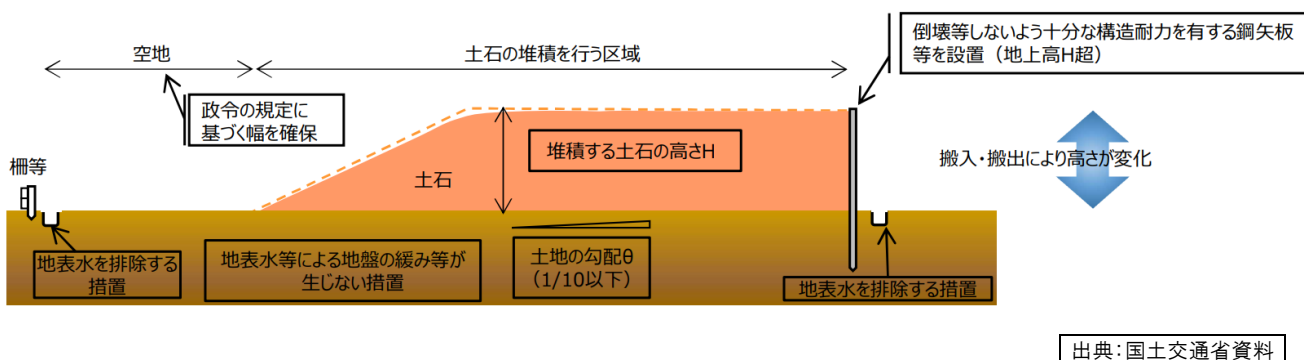 倒壊等しないよう十分な構造耐力を有する鋼矢板
等を設置（地上高H超）
空地
土石の堆積を行う区域
政令の規定に
基づく幅を確保
堆積する土石の高さH
搬入・搬出により高さが変化
柵等
土石
地表水を排除する
措置
地表水等による地盤の緩み等が
生じない措置
土地の勾配θ
（1/10以下）
地表水を排除する措置
出典：国土交通省資料